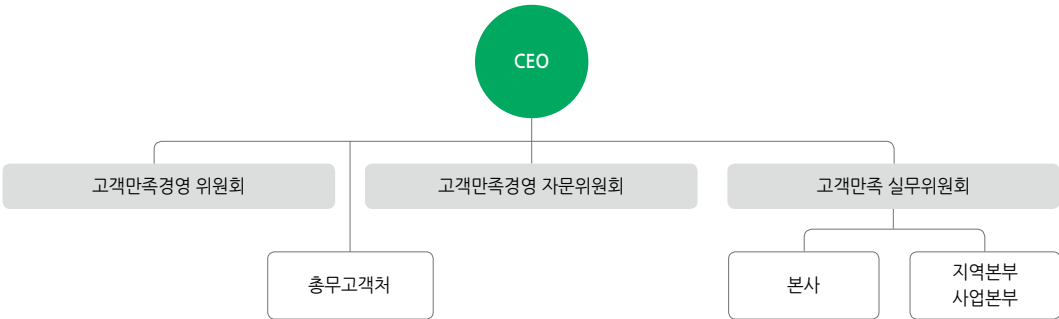 CEO
고객만족경영 위원회
고객만족경영 자문위원회
고객만족 실무위원회
총무고객처
본사
지역본부
사업본부